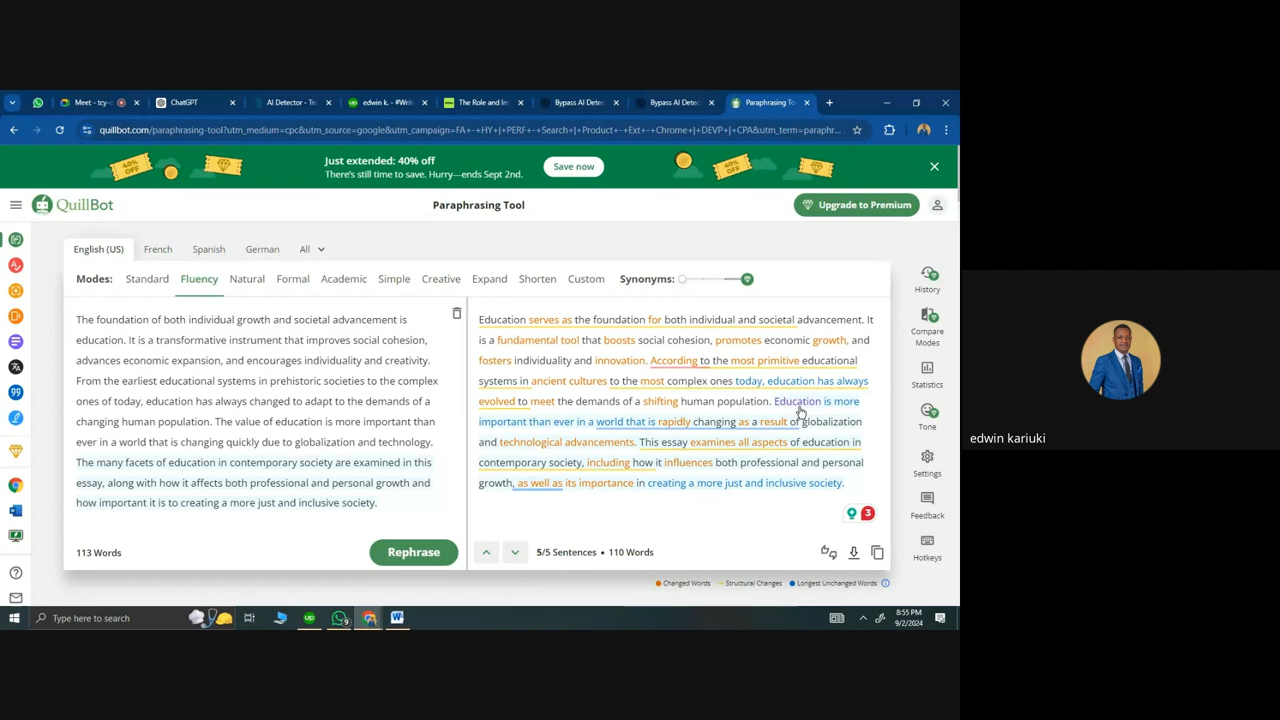 Meet - tcy-c
ChatGPT
AI Detector - Tru
edwin k. - #Writ
The Role and Im
Bypass AI Detec
Bypass AI Detec
Paraphrasing To
quillbot.com/paraphrasing-tool?utm_medium=cpc&utm_source=google&utm_campaign=FA+-+HY+|+PERF+-+Search+|+Product+-+Ext+-+Chrome+|+DEVP+|+CPA&utm_term=paraphr...
40% OFF
Just extended: 40% off
There's still time to save. Hurry—ends Sept 2nd.
Save now
40% OFF
QuillBot
Paraphrasing Tool
Upgrade to Premium
English (US)
French
Spanish
German
All
Modes:
Standard
Fluency
Natural
Formal
Academic
Simple
Creative
Expand
Shorten
Custom
Synonyms:
The foundation of both individual growth and societal advancement is
education. It is a transformative instrument that improves social cohesion,
advances economic expansion, and encourages individuality and creativity.
From the earliest educational systems in prehistoric societies to the complex
ones of today, education has always changed to adapt to the demands of a
changing human population. The value of education is more important than
ever in a world that is changing quickly due to globalization and technology.
The many facets of education in contemporary society are examined in this
essay, along with how it affects both professional and personal growth and
how important it is to creating a more just and inclusive society.
113 Words
Rephrase
Education serves as the foundation for both individual and societal advancement. It
is a fundamental tool that boosts social cohesion, promotes economic growth, and
fosters individuality and innovation. According to the most primitive educational
systems in ancient cultures to the most complex ones today, education has always
evolved to meet the demands of a shifting human population. Education is more
important than ever in a world that is rapidly changing as a result of globalization
and technological advancements. This essay examines all aspects of education in
contemporary society, including how it influences both professional and personal
growth, as well as its importance in creating a more just and inclusive society.
3
5/5 Sentences • 110 Words
Changed Words
Structural Changes
Longest Unchanged Words
History
Compare
Modes
Statistics
Tone
Settings
Feedback
Hotkeys
Type here to search
9
8:55 PM
9/2/2024
edwin kariuki